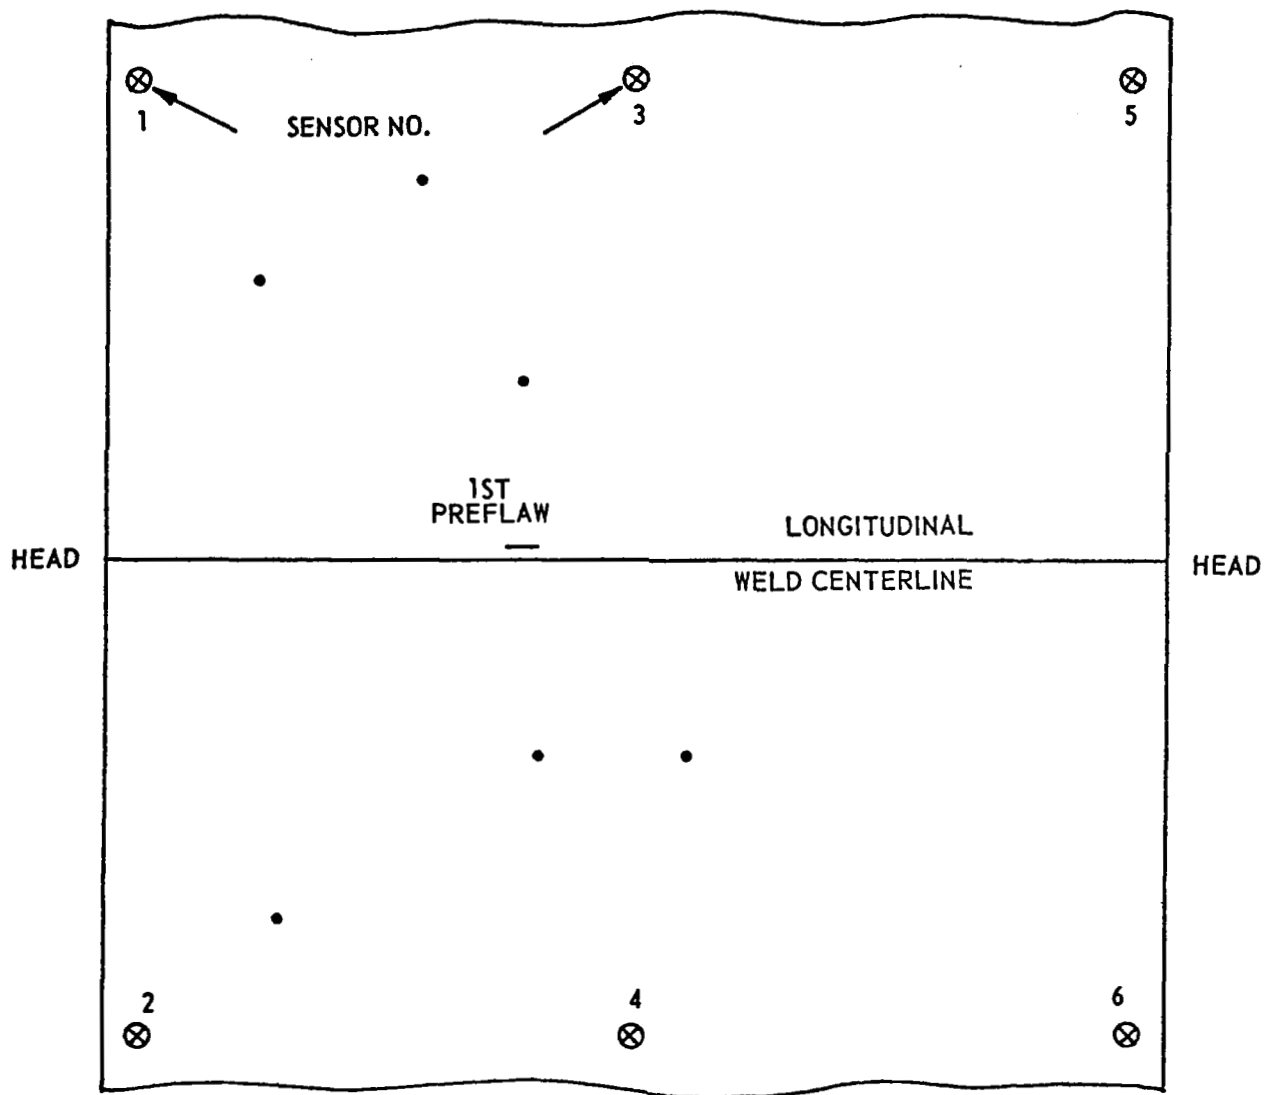 1
SENSOR NO.
3
5
1ST
PREFLAW
LONGITUDINAL
HEAD
HEAD
WELD CENTERLINE
2
4
6